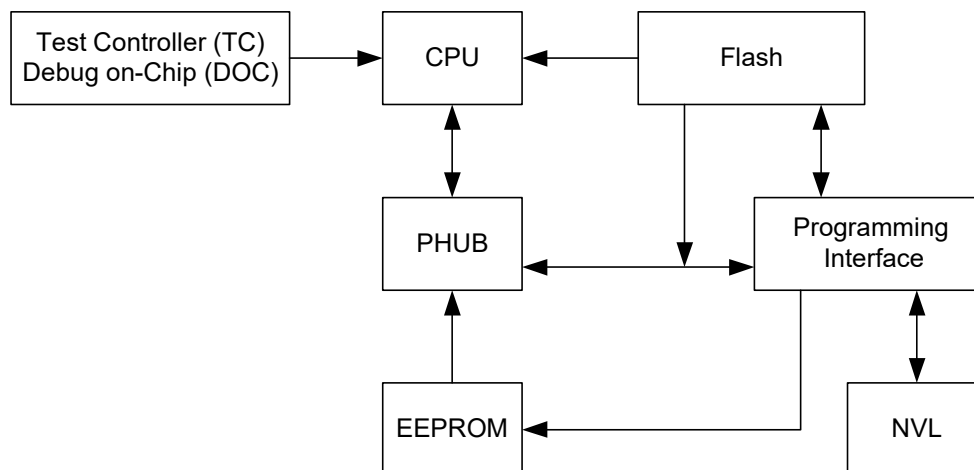 Test Controller (TC)
Debug on-Chip (DOC)
CPU
Flash
PHUB
Programming
Interface
EEPROM
NVL